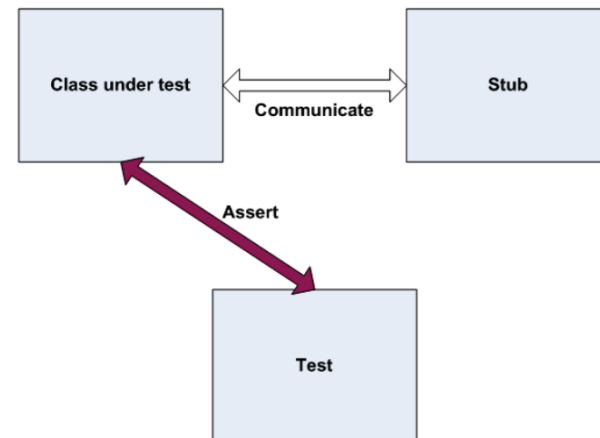 Class under test
Stub
Communicate
Assert
Test